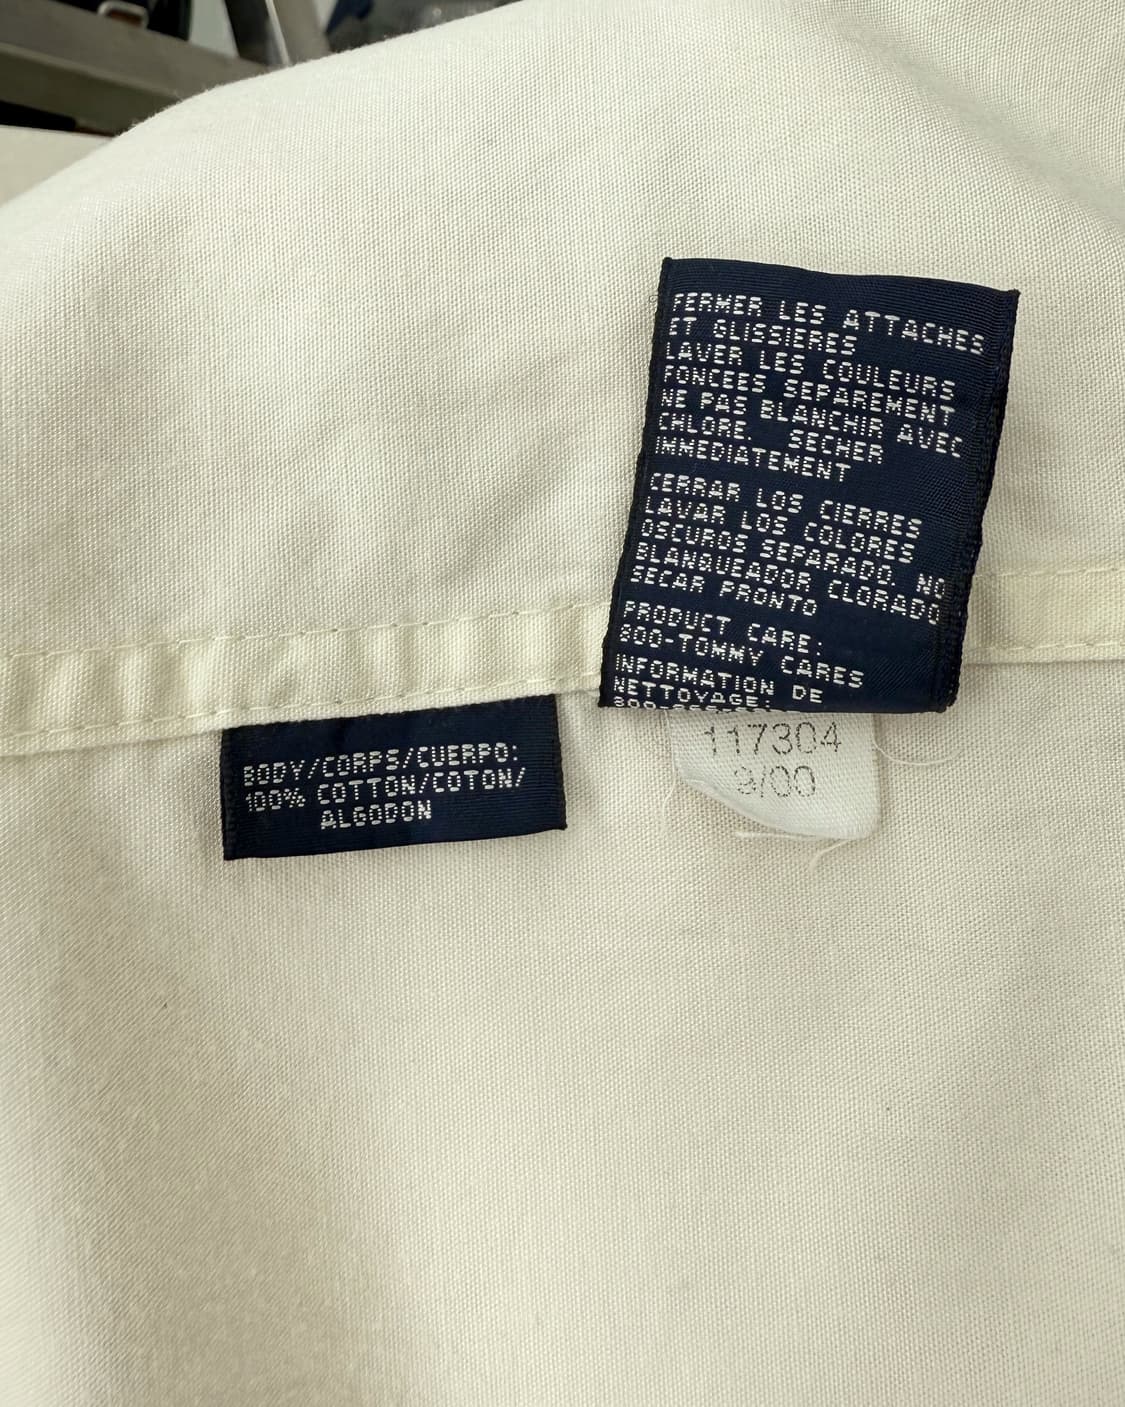 FERMER LES ATTACHES
ET GLISSIERES
LAVER LES COULEURS
FONCEES SEPAREMENT
NE PAS BLANCHIR AVEC
CHLORE. SECHER
IMMEDIATEMENT
CERRAR LOS CIERRES
LAVAR LOS COLORES
OSCUROS SEPARADO. NO
BLANQUEADOR CLORADO
SECAR PRONTO
PRODUCT CARE:
800-TOMMY CARES
INFORMATION DE
NETTOYAGE:
BODY/CORPS/CUERPO:
100% COTTON/COTON/
ALGODON
117304
9/00